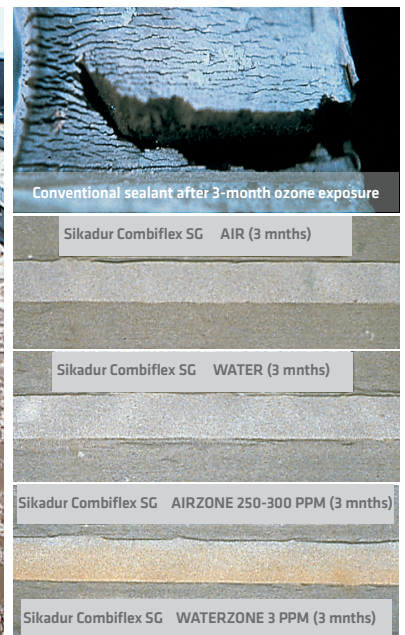 Conventional sealant after 3-month ozone exposure
Sikadur Combiflex SG AIR (3 mnths)
Sikadur Combiflex SG WATER (3 mnths)
Sikadur Combiflex SG AIRZONE 250-300 PPM (3 mnths)
Sikadur Combiflex SG WATERZONE 3 PPM (3 mnths)